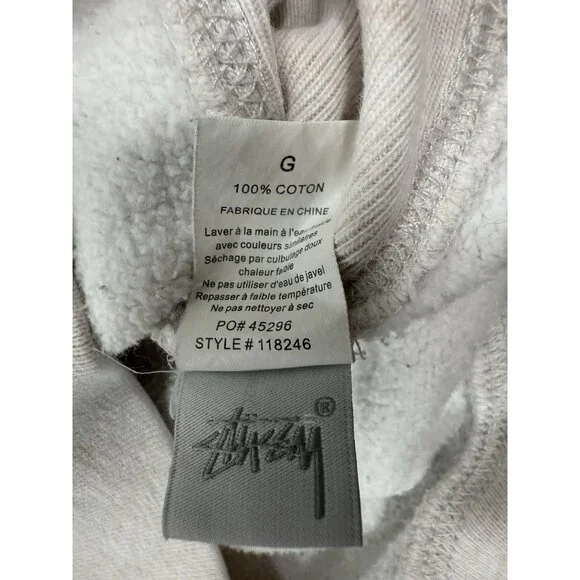 G
100% COTON
FABRIQUE EN CHINE
Laver à la main à l'eau
avec couleurs similaires
Séchage par culbutage doux
chaleur faible
Ne pas utiliser d'eau de javel
Repasser à faible température
Ne pas nettoyer à sec
PO# 45296
STYLE # 118246
Stüssy ®